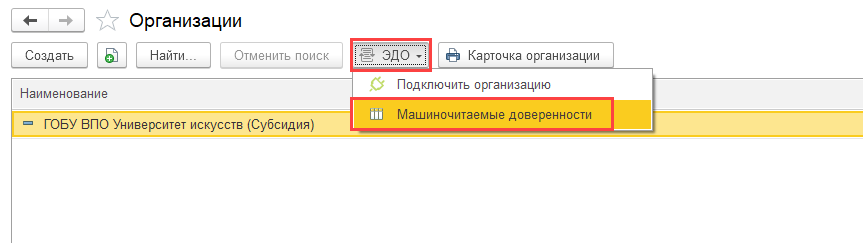 Организации
Создать Найти... Отменить поиск ЭДО Карточка организации
Подключить организацию
Наименование
Машиночитаемые доверенности
ГОБУ ВПО Университет искусств (Субсидия)